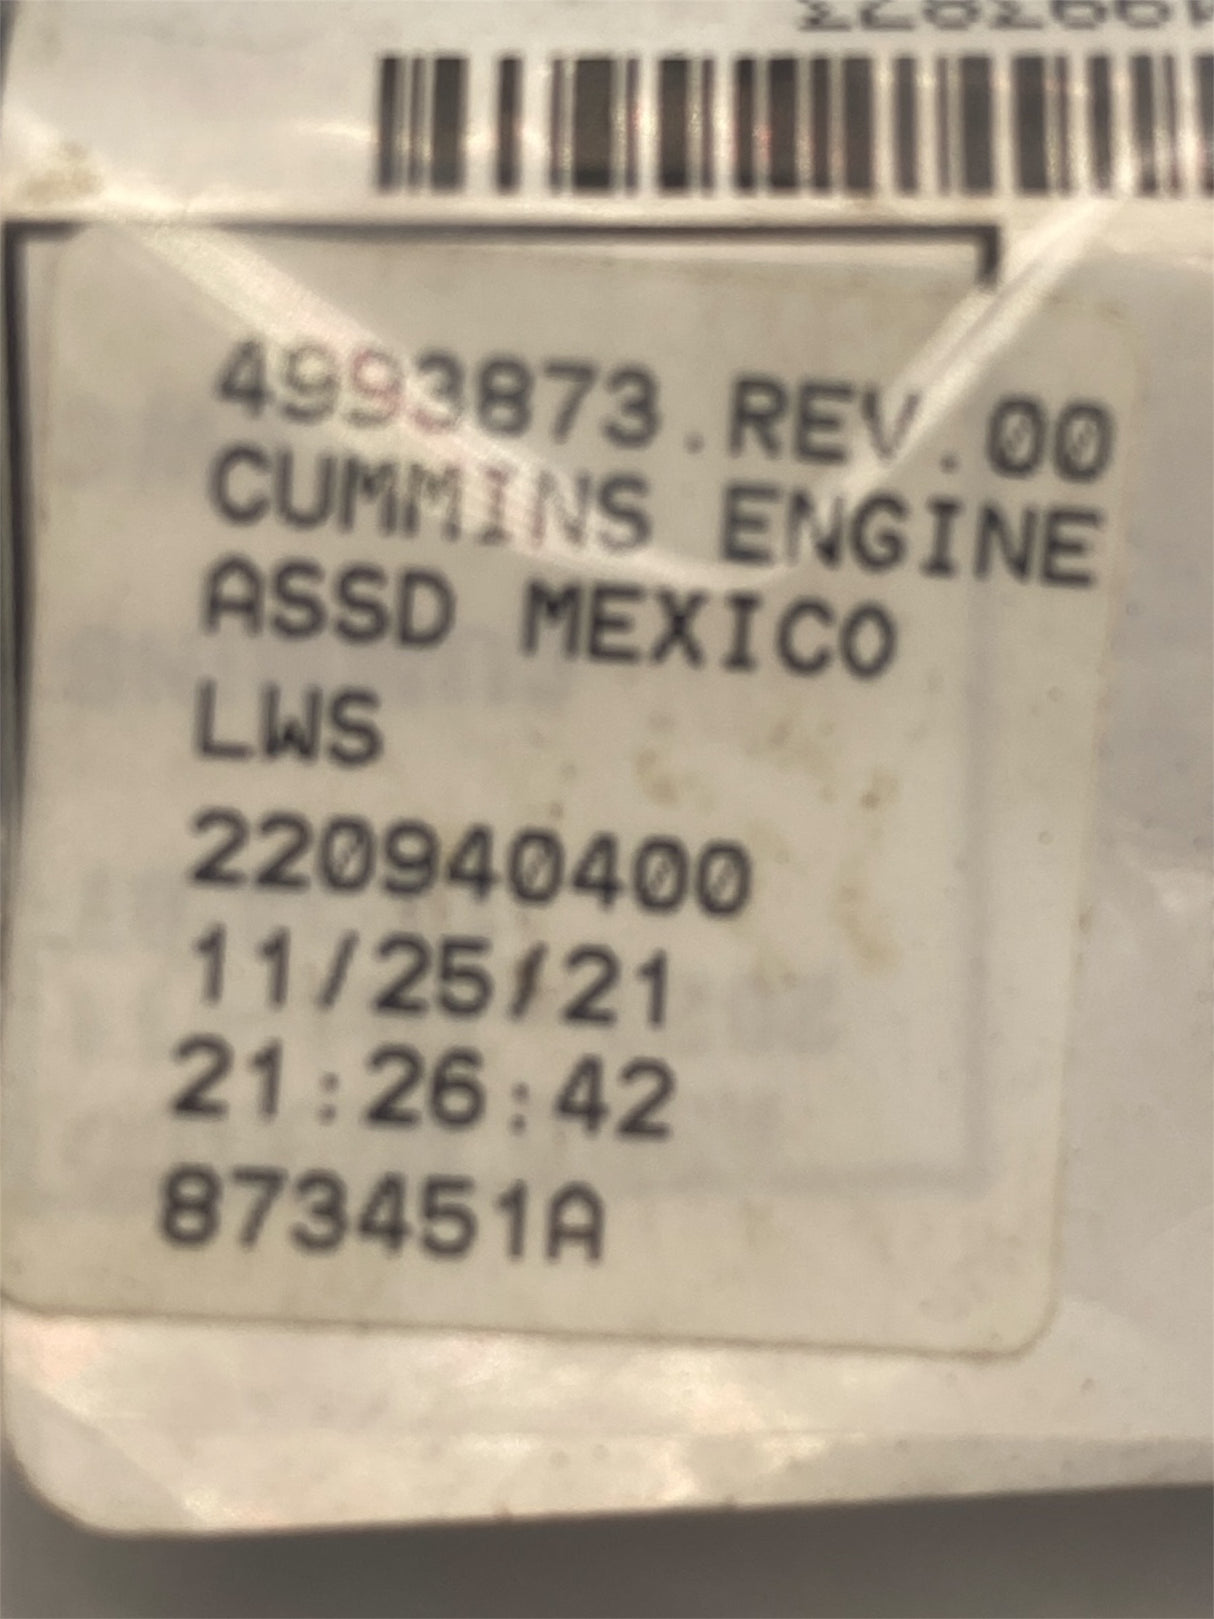 4993873.REV.00
CUMMINS ENGINE
ASSD MEXICO
LWS
220940400
11/25/21
21:26:42
873451A